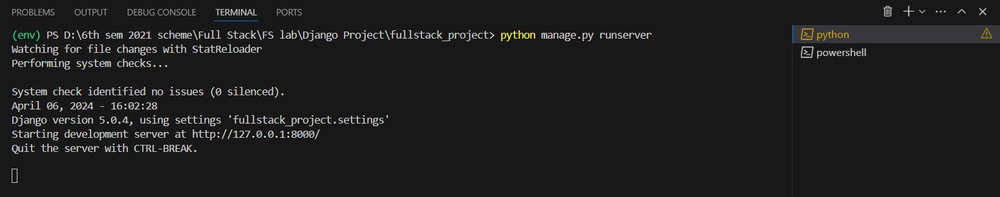 PROBLEMS OUTPUT DEBUG CONSOLE TERMINAL PORTS
(env) PS D:\6th sem 2021 scheme\Full Stack\FS lab\Django Project\fullstack_project> python manage.py runserver
Watching for file changes with StatReloader
Performing system checks...
System check identified no issues (0 silenced).
April 06, 2024 - 16:02:28
Django version 5.0.4, using settings 'fullstack_project.settings'
Starting development server at http://127.0.0.1:8000/
Quit the server with CTRL-BREAK.
python
powershell